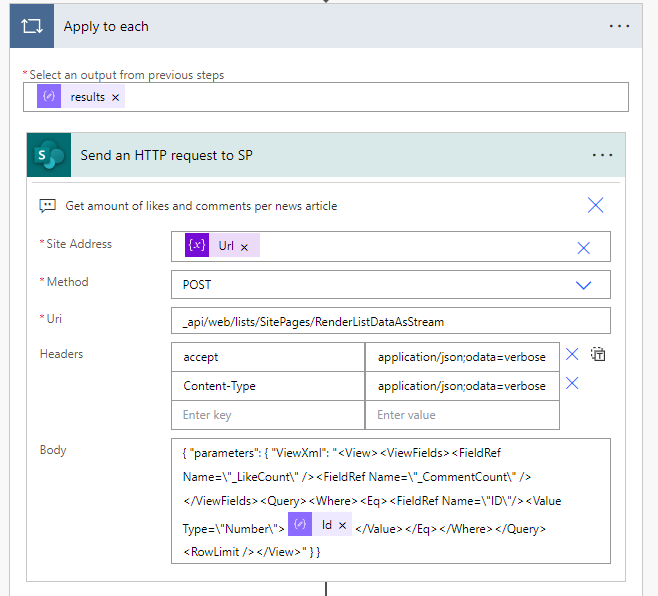 Apply to each
* Select an output from previous steps
results
Send an HTTP request to SP
Get amount of likes and comments per news article
* Site Address
{x} Url
* Method
POST
* Uri
_api/web/lists/SitePages/RenderListDataAsStream
Headers
accept application/json;odata=verbose
Content-Type application/json;odata=verbose
Enter key Enter value
Body
{ "parameters": { "ViewXml": "<View><ViewFields><FieldRef
Name=\"_LikeCount\" /><FieldRef Name=\"_CommentCount\" />
</ViewFields><Query><Where><Eq><FieldRef Name=\"ID\"/><Value
Type=\"Number\"> Id </Value></Eq></Where></Query>
<RowLimit /></View>" } }